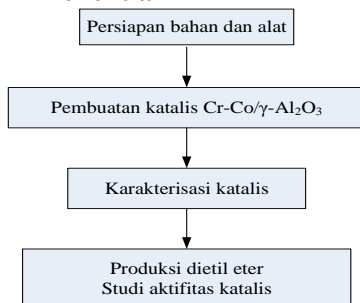 Persiapan bahan dan alat
Pembuatan katalis Cr-Co/γ-Al₂O₃
Karakterisasi katalis
Produksi dietil eter
Studi aktifitas katalis